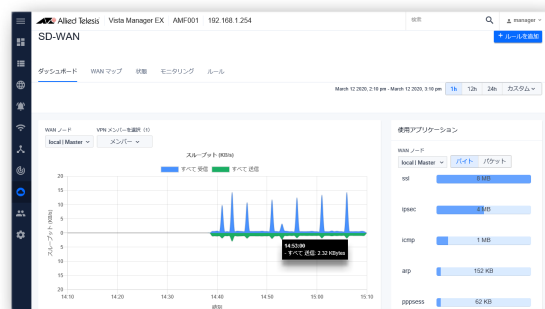 Allied Telesis Vista Manager EX AMF001 192.168.1.254 検索 manager
SD-WAN
+ ルールを追加
ダッシュボード WAN マップ 状態 モニタリング ルール
March 12 2020, 2:10 pm - March 12 2020, 3:10 pm 1h 12h 24h カスタム
WAN ノード VPN メンバーを選択 (1)
local | Master メンバー
スループット (KB/s)
すべて 受信 すべて 送信
スループット (KB/s)
20
15
10
5
0
5
10
15
20
14:53:00
- すべて 送信: 2.32 KBytes
14:10 14:20 14:30 14:40 14:50 15:00 15:10
時刻
使用アプリケーション
WAN ノード
local | Master バイト パケット
ssl 8 MB
ipsec 4 MB
icmp 1 MB
arp 152 KB
pppsess 62 KB